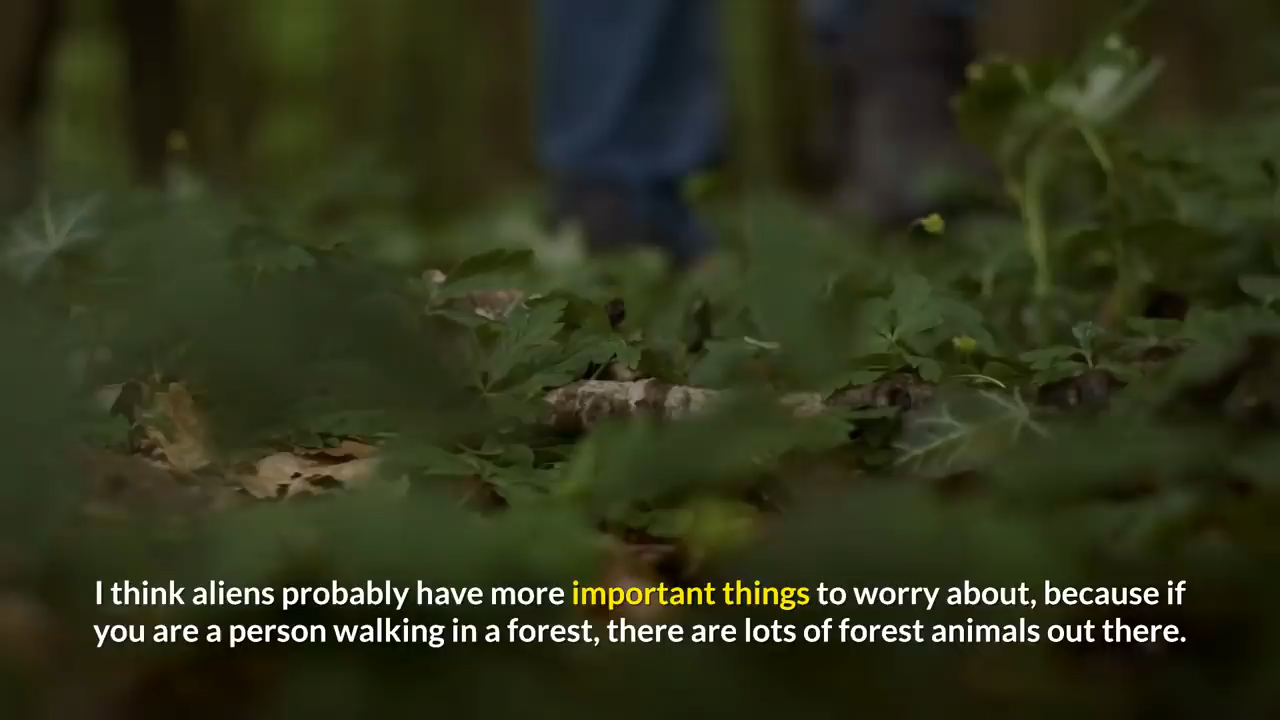 I think aliens probably have more important things to worry about, because if
you are a person walking in a forest, there are lots of forest animals out there.